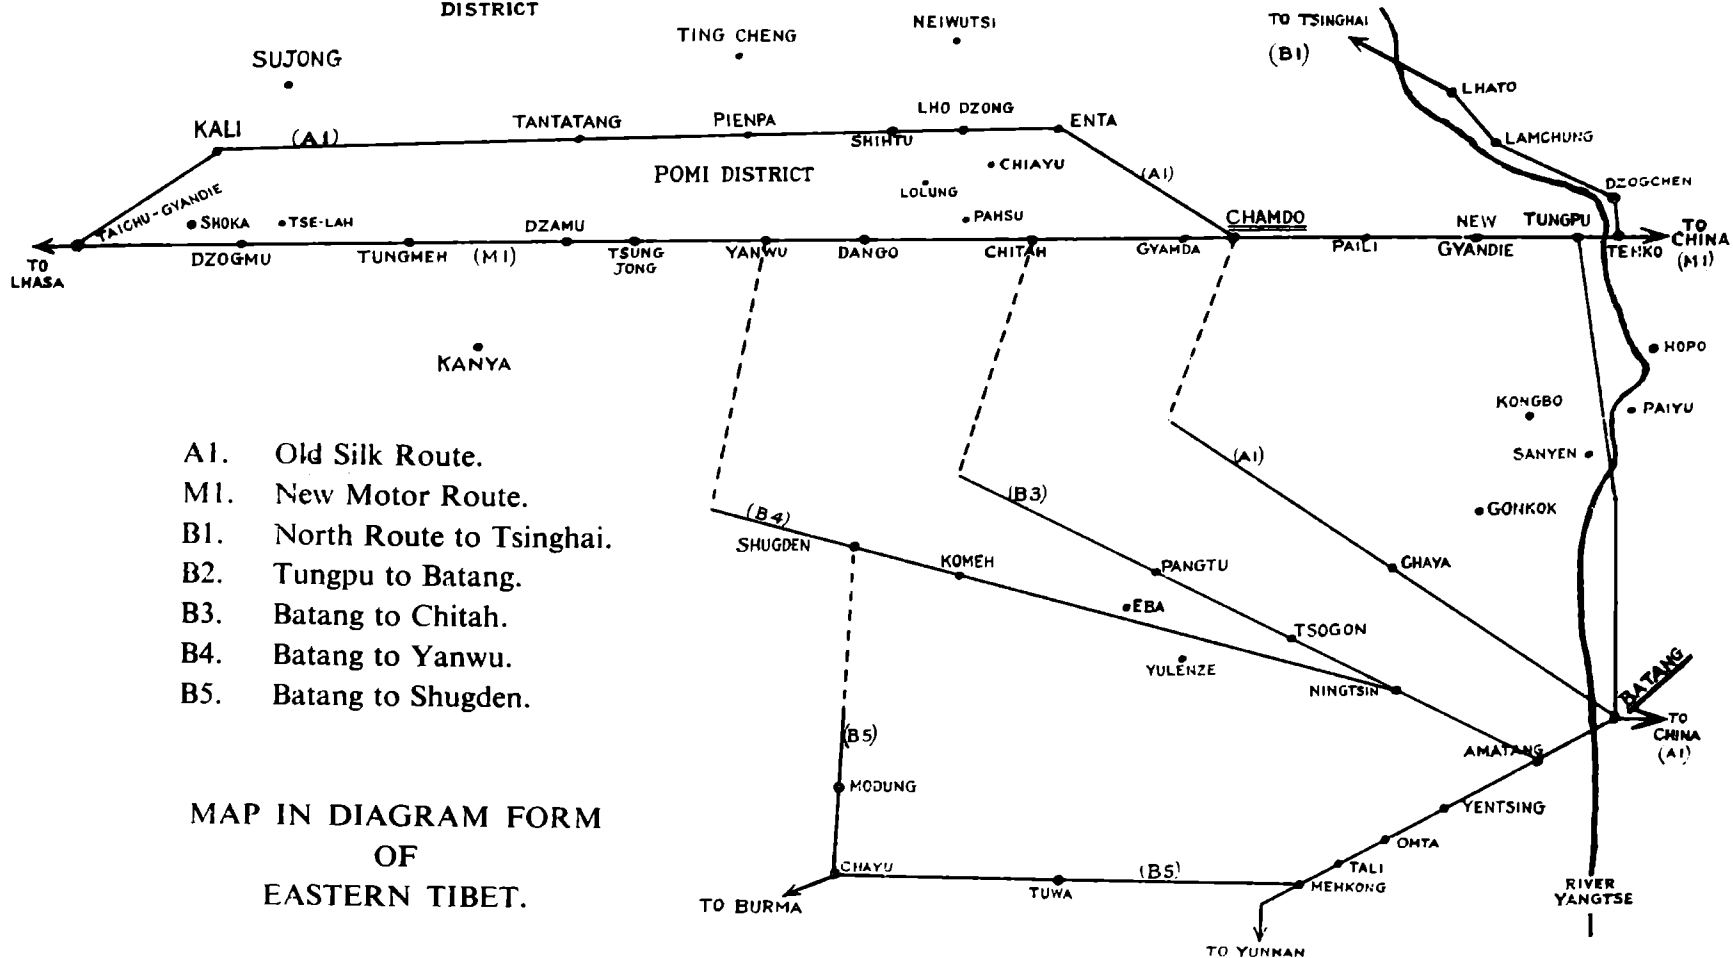 DISTRICT
SUJONG
TING CHENG
NEIWUTSI
TO TSINGHAI
(B1)
LHATO
LAMCHUNG
DZOGCHEN
KALI
(A1)
TANTATANG
PIENPA
SHIHTU
LHO DZONG
ENTA
(A1)
POMI DISTRICT
LOLUNG
CHIAYU
PAHSU
TAICHU-GYANDIE
SHOKA
TSE-LAH
TO
LHASA
DZOGMU
TUNGMEH
(M1)
DZAMU
TSUNG
JONG
YANWU
DANGO
CHITAH
GYAMDA
CHAMDO
PAILI
NEW
GYANDIE
TUNGPU
TEHKO
TO
CHINA
(M1)
KANYA
HOPO
KONGBO
PAIYU
SANYEN
GONKOK
A1. Old Silk Route.
M1. New Motor Route.
B1. North Route to Tsinghai.
B2. Tungpu to Batang.
B3. Batang to Chitah.
B4. Batang to Yanwu.
B5. Batang to Shugden.
(A1)
(B3)
(B4)
SHUGDEN
KOMEH
PANGTU
CHAYA
EBA
TSOGON
YULENZE
NINGTSIN
BATANG
TO
CHINA
(A1)
AMATANG
(B5)
MODUNG
YENTSING
OMTA
TALI
MEHKONG
CHAYU
TUWA
(B5)
TO BURMA
TO YUNNAN
RIVER
YANGTSE
MAP IN DIAGRAM FORM
OF
EASTERN TIBET.